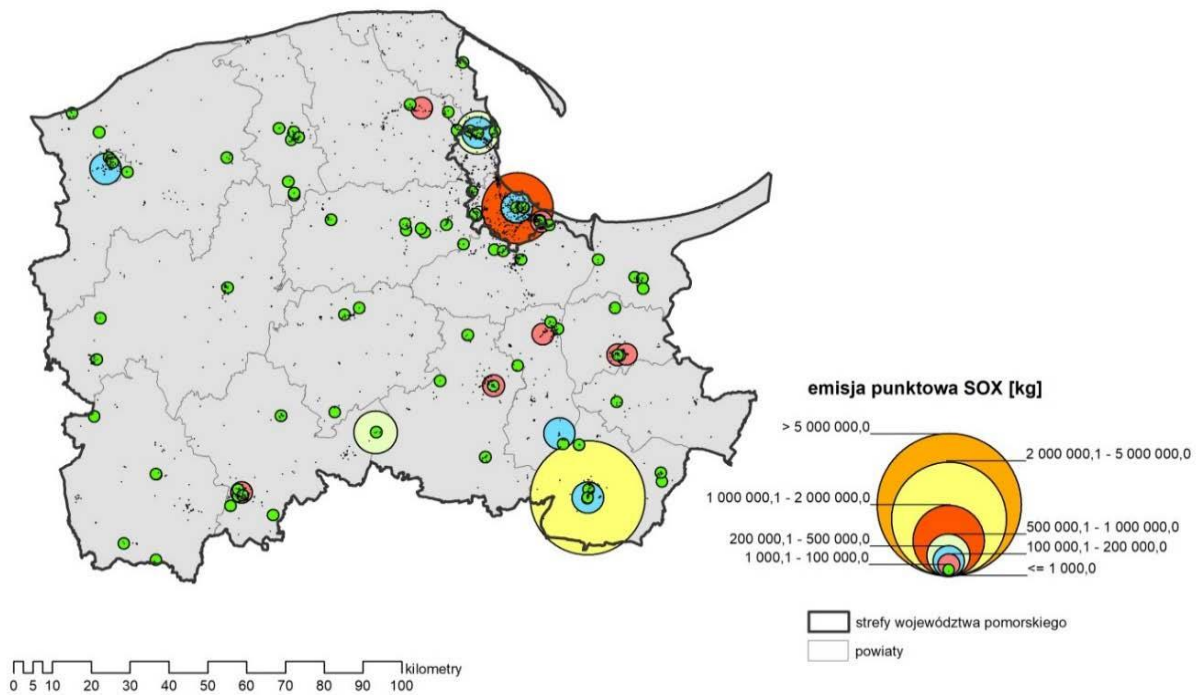 emisja punktowa SOX [kg]
> 5 000 000,0
2 000 000,1 - 5 000 000,0
1 000 000,1 - 2 000 000,0
500 000,1 - 1 000 000,0
200 000,1 - 500 000,0
100 000,1 - 200 000,0
1 000,1 - 100 000,0
<= 1 000,0
strefy województwa pomorskiego
powiaty
kilometry
0 5 10 20 30 40 50 60 70 80 90 100